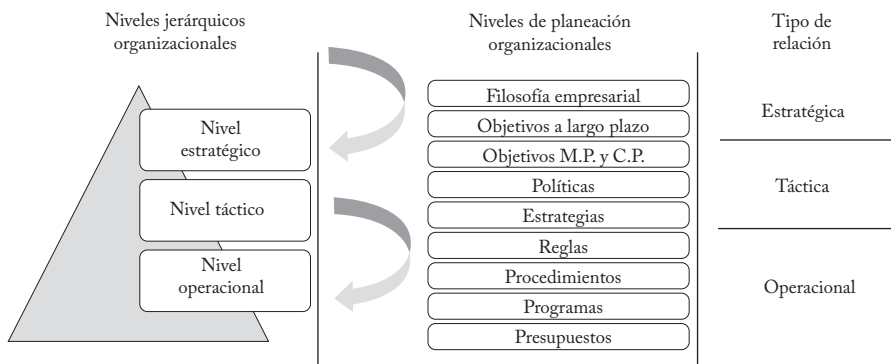 Niveles jerárquicos
organizacionales
Nivel
estratégico
Nivel táctico
Nivel
operacional
Niveles de planeación
organizacionales
Filosofía empresarial
Objetivos a largo plazo
Objetivos M.P. y C.P.
Políticas
Estrategias
Reglas
Procedimientos
Programas
Presupuestos
Tipo de
relación
Estratégica
Táctica
Operacional